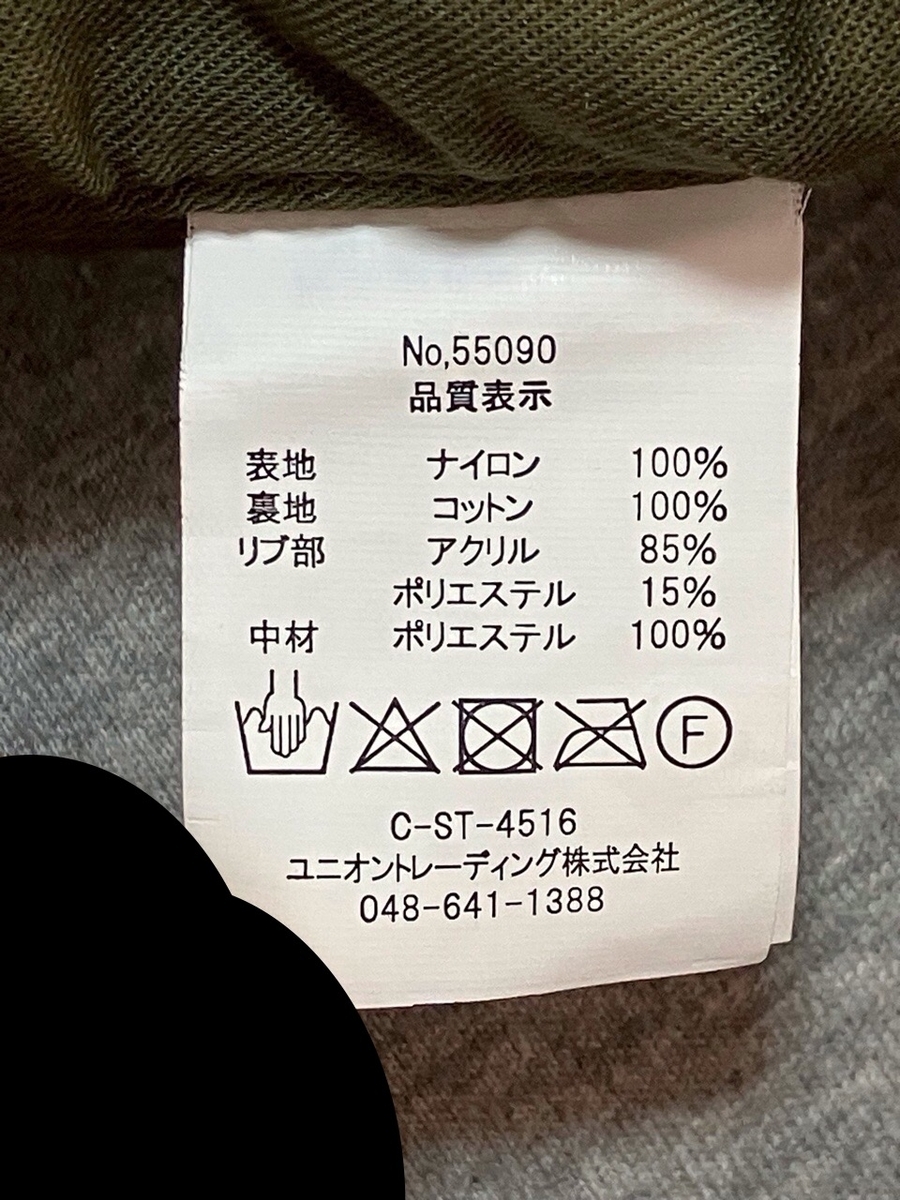 No,55090
品質表示
表地 ナイロン 100%
裏地 コットン 100%
リブ部 アクリル 85%
ポリエステル 15%
中材 ポリエステル 100%
F
C-ST-4516
ユニオントレーディング株式会社
048-641-1388